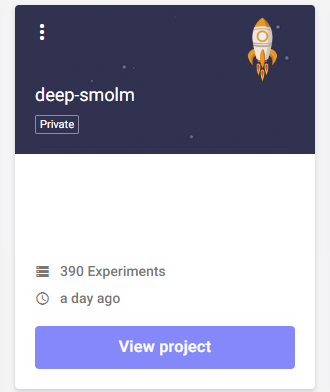 deep-smolm
Private
390 Experiments
a day ago
View project